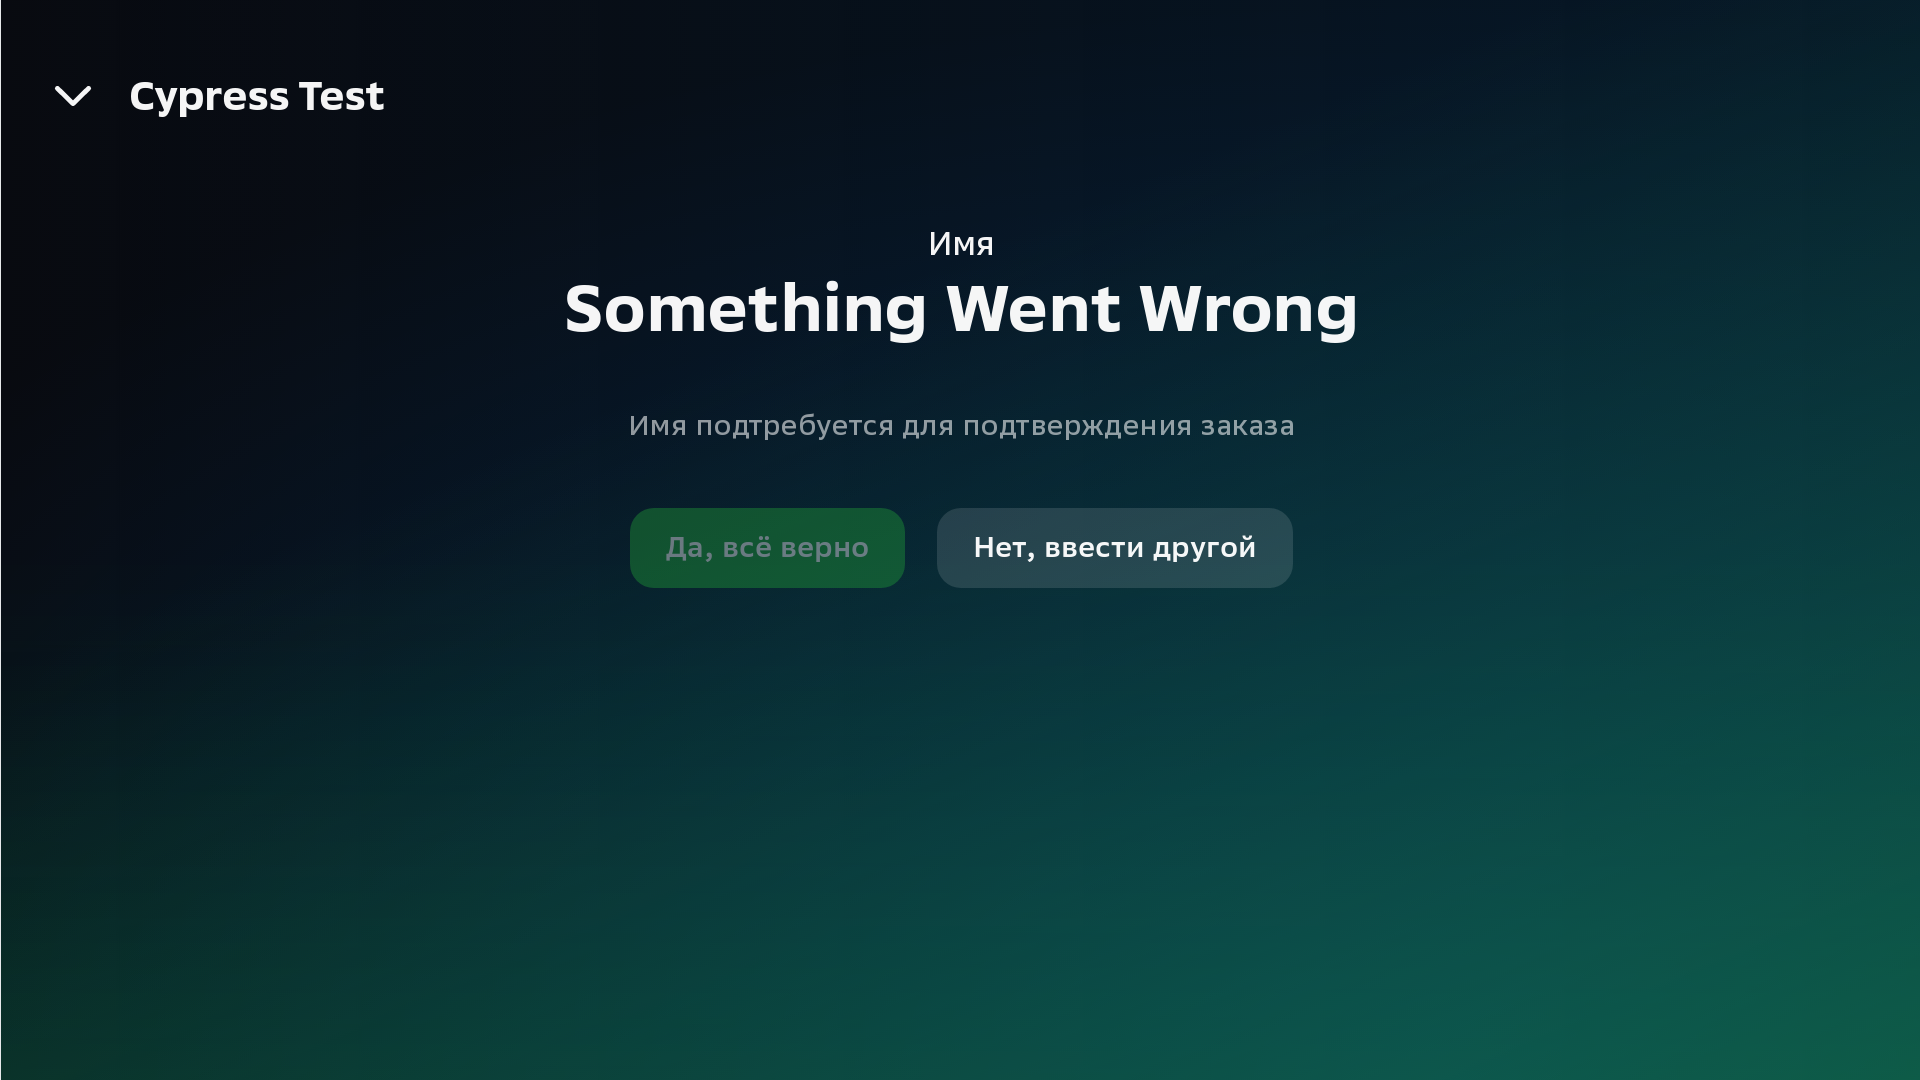 Cypress Test
Имя
Something Went Wrong
Имя подтребуется для подтверждения заказа
Да, всё верно
Нет, ввести другой